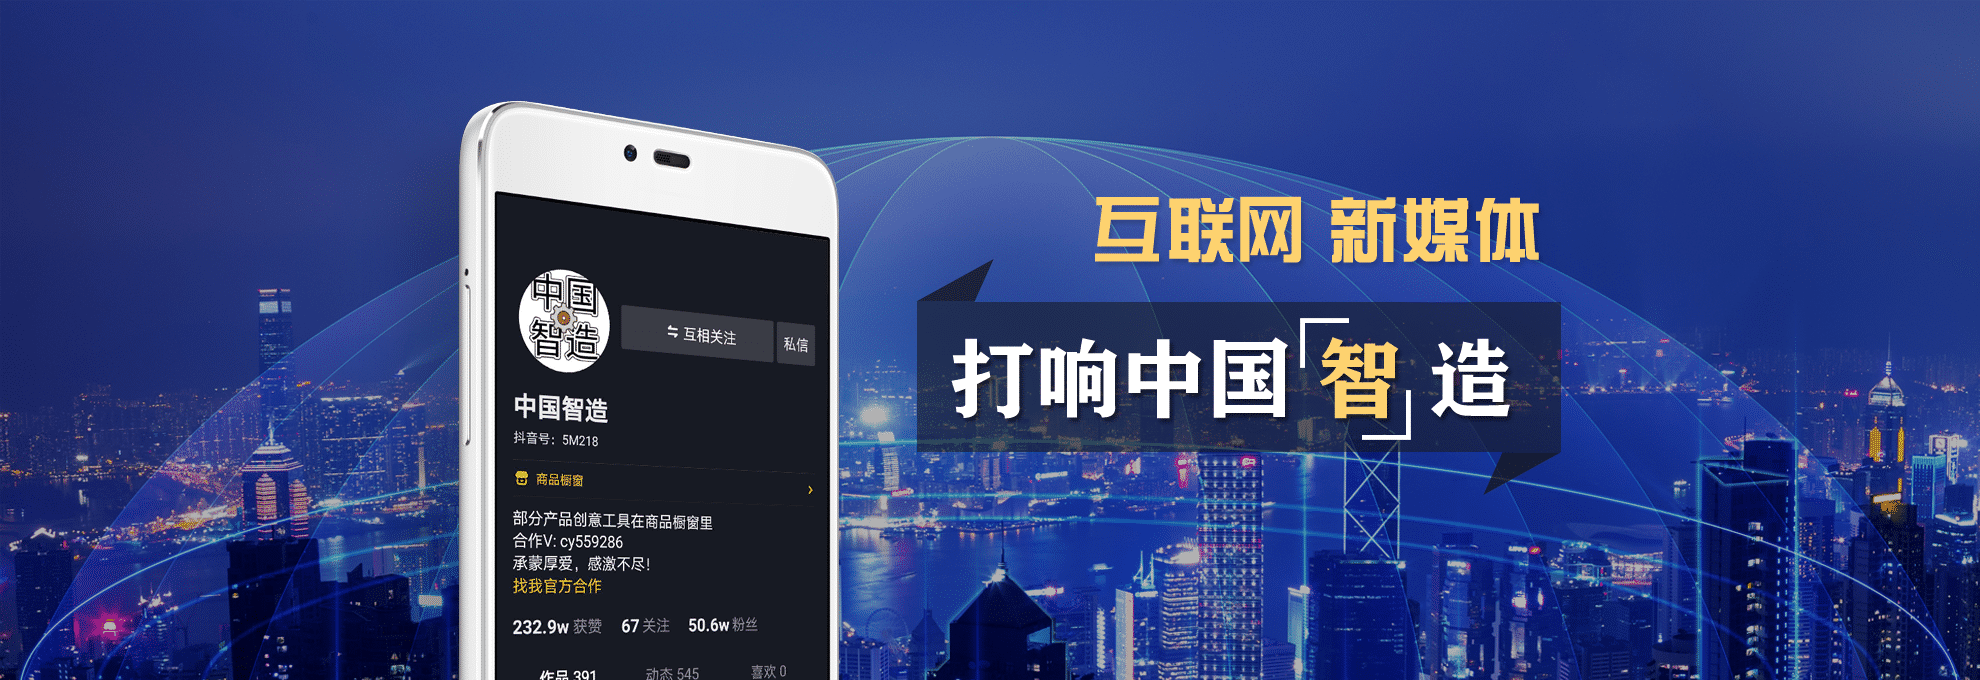 互联网 新媒体
打响中国「智」造
中国
智造
互相关注
私信
中国智造
抖音号：5M218
商品橱窗
部分产品创意工具在商品橱窗里
合作V: cy559286
承蒙厚爱，感激不尽!
找我官方合作
232.9w 获赞 67 关注 50.6w 粉丝
作品 391 动态 545 喜欢 0